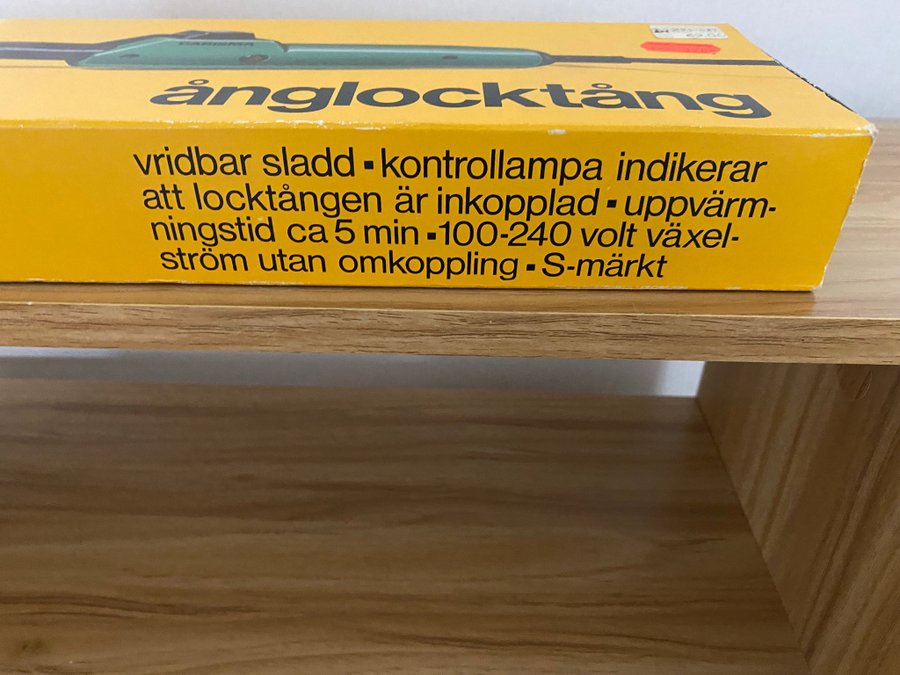 CARISMA
ånglocktång
vridbar sladd ▪ kontrollampa indikerar
att locktången är inkopplad ▪ uppvärm-
ningstid ca 5 min ▪ 100-240 volt växel-
ström utan omkoppling ▪ S-märkt